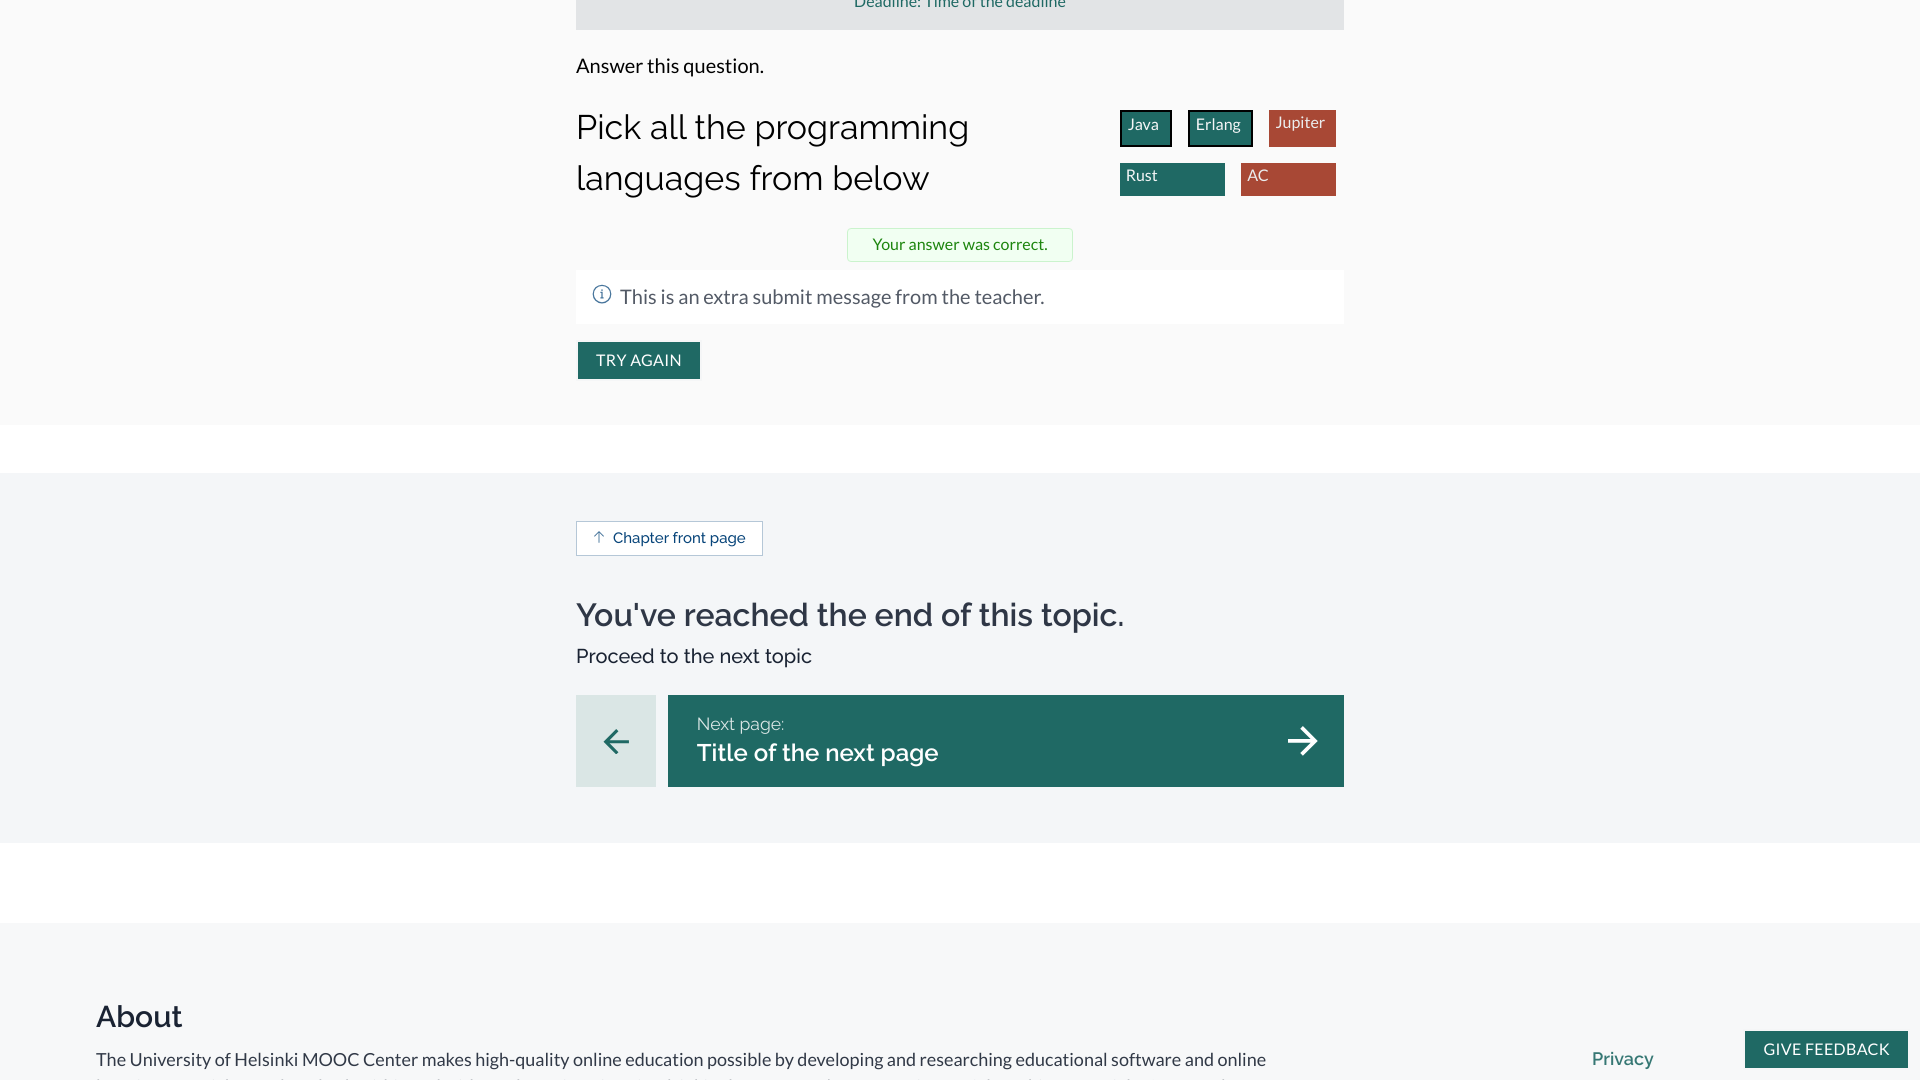 Deadline: Time of the deadline
Answer this question.
Pick all the programming
languages from below
Java
Erlang
Jupiter
Rust
AC
Your answer was correct.
This is an extra submit message from the teacher.
TRY AGAIN
Chapter front page
You've reached the end of this topic.
Proceed to the next topic
Next page:
Title of the next page
About
The University of Helsinki MOOC Center makes high-quality online education possible by developing and researching educational software and online
Privacy
GIVE FEEDBACK